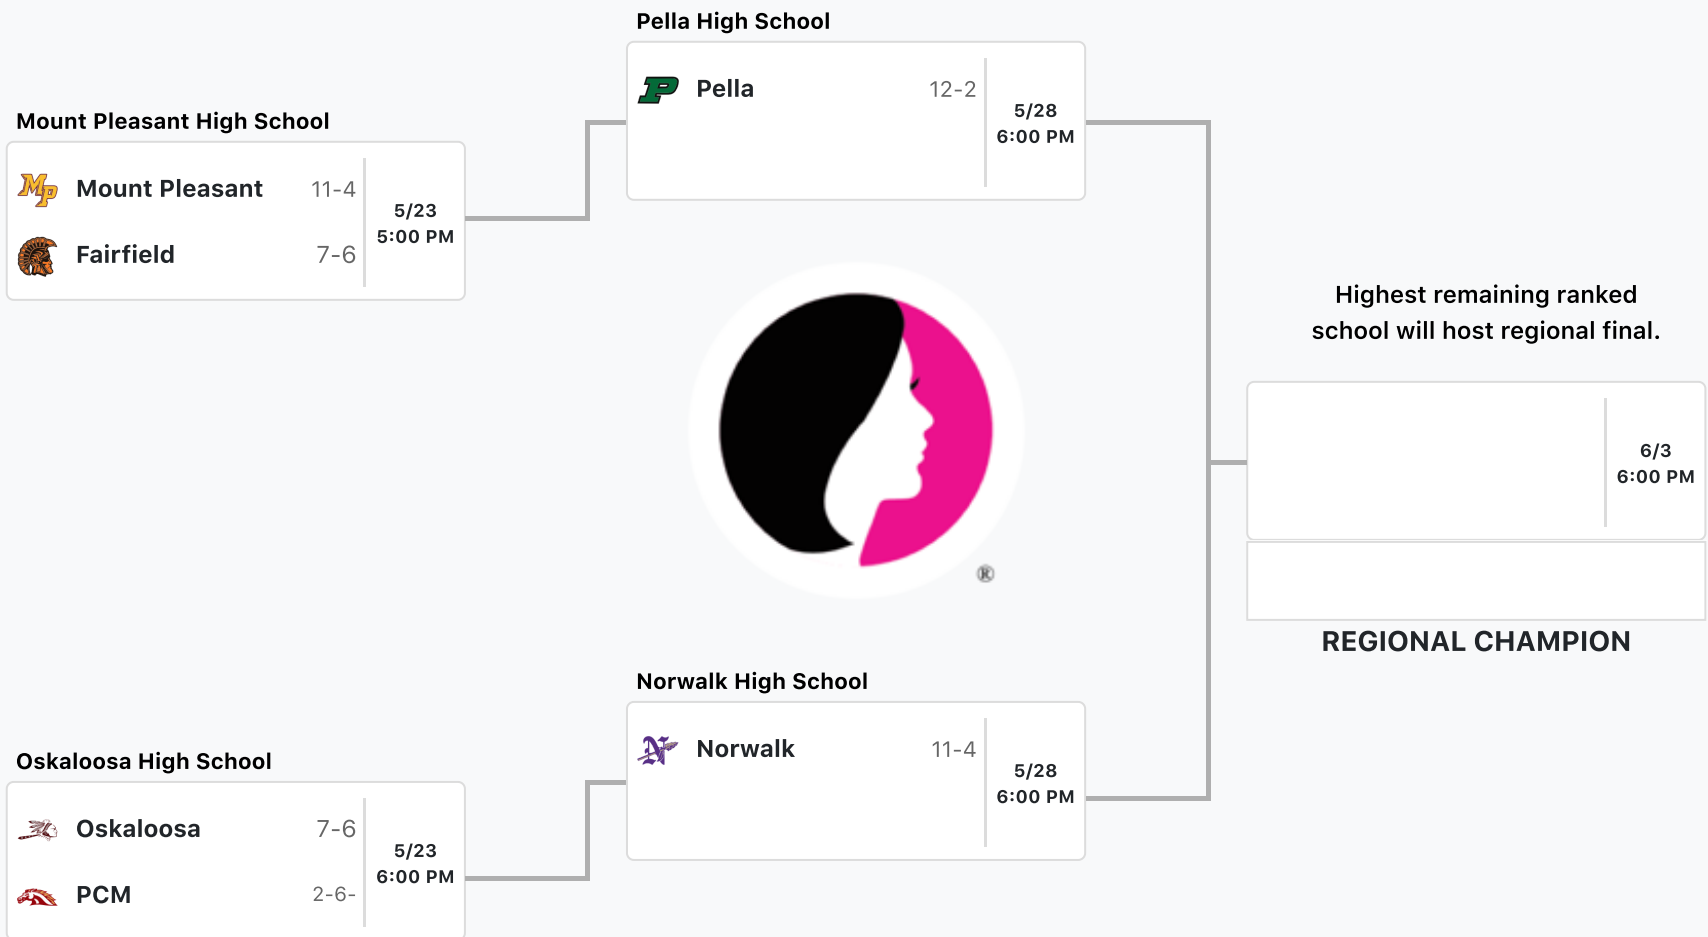 Pella High School
Pella 12-2
5/28
6:00 PM
Mount Pleasant High School
MP Mount Pleasant 11-4
Fairfield 7-6
5/23
5:00 PM
Highest remaining ranked
school will host regional final.
6/3
6:00 PM
®
REGIONAL CHAMPION
Norwalk High School
N Norwalk 11-4
5/28
6:00 PM
Oskaloosa High School
Oskaloosa 7-6
PCM 2-6-
5/23
6:00 PM